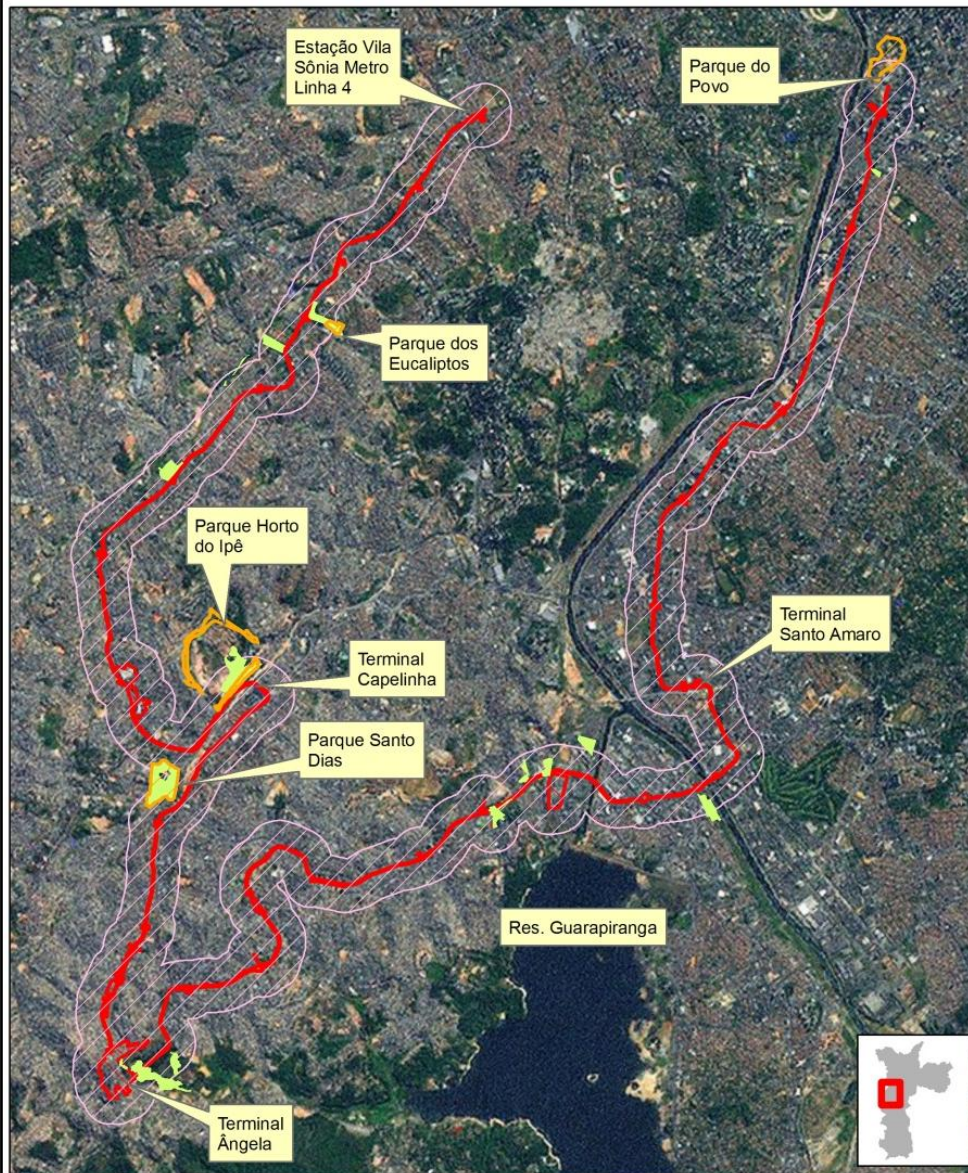 Estação Vila
Sônia Metro
Linha 4
Parque do
Povo
Parque dos
Eucaliptos
Parque Horto
do Ipê
Terminal
Capelinha
Terminal
Santo Amaro
Parque Santo
Dias
Res. Guarapiranga
Terminal
Ângela